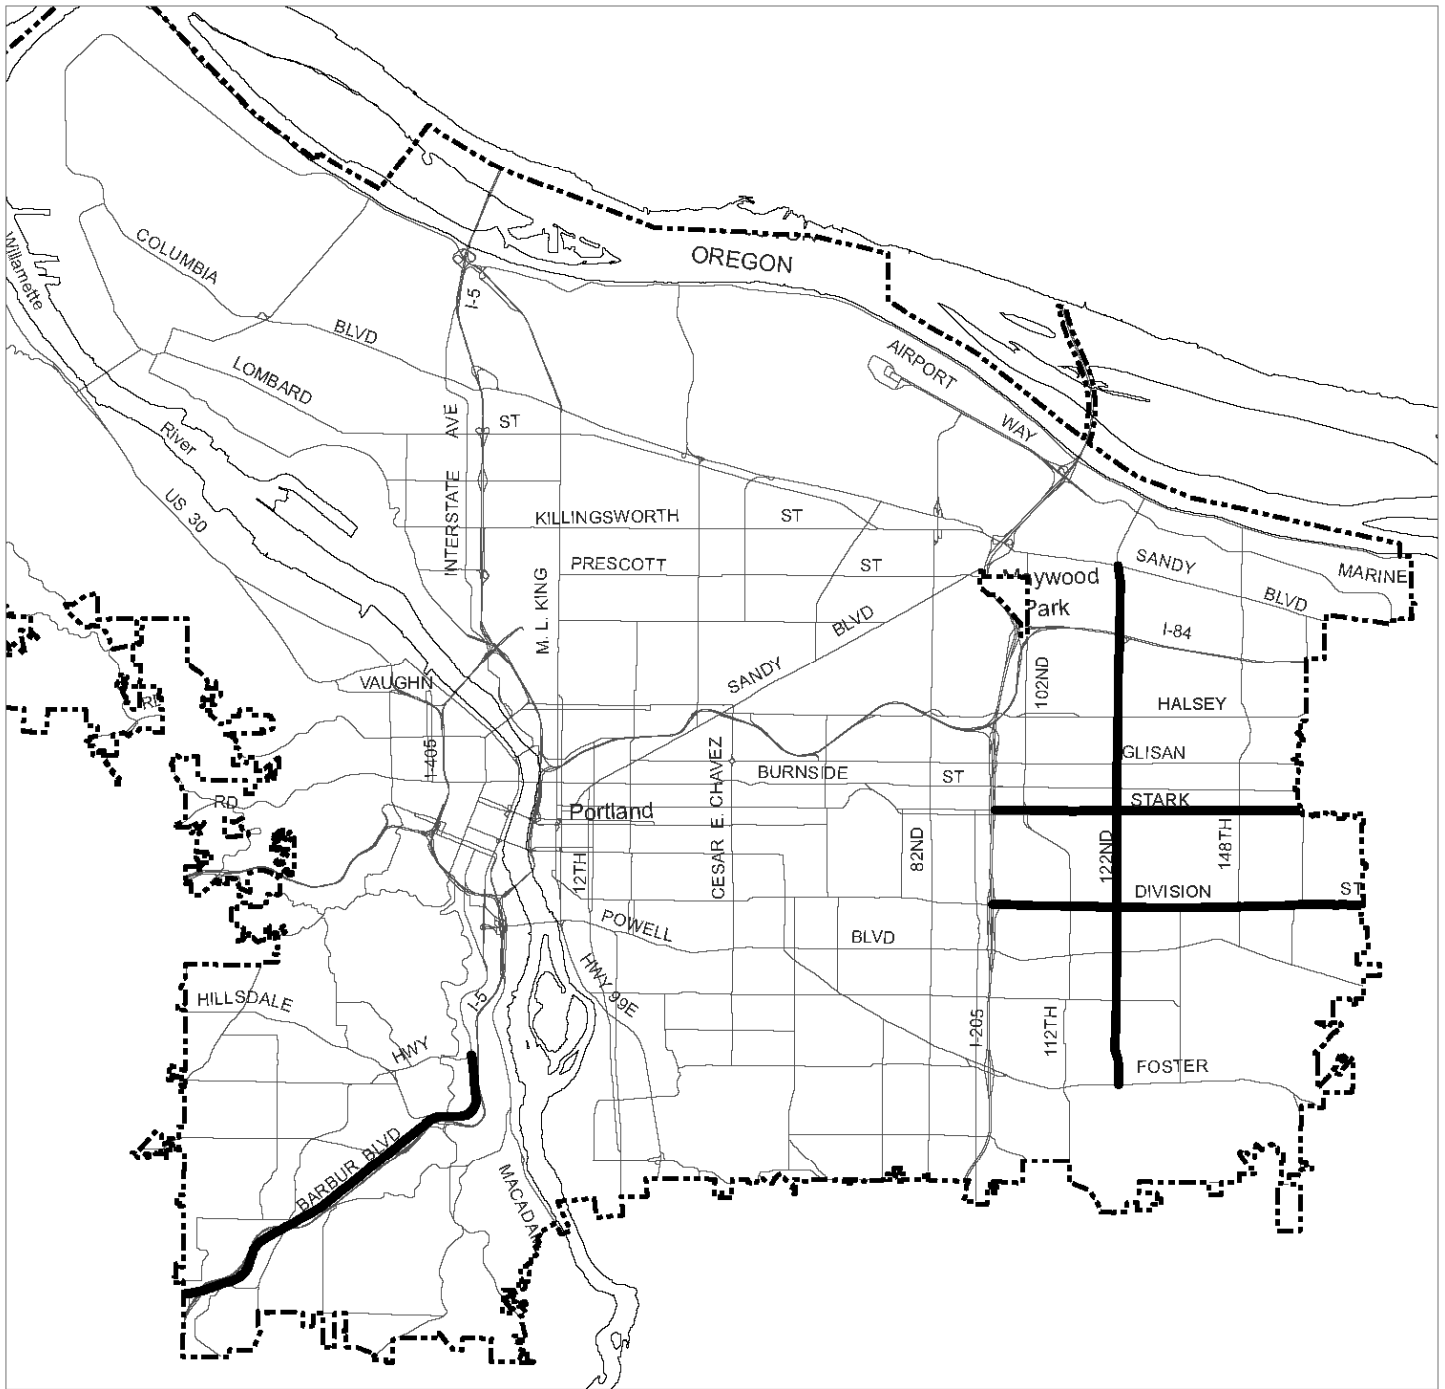 OREGON
COLUMBIA
BLVD
Willamette
I-5
LOMBARD
AIRPORT
WAY
INTERSTATE AVE
ST
River
US 30
KILLINGSWORTH ST
PRESCOTT ST
SANDY
BLVD
MARINE
Park
M. L. KING
BLVD
SANDY
I-84
VAUGHN
102ND
HALSEY
I-405
GLISAN
CESAR E. CHAVEZ
BURNSIDE ST
RD
Portland
STARK
12TH
82ND
122ND
148TH
DIVISION ST
POWELL
BLVD
HWY 99E
HILLSDALE
HWY
I-5
I-205
112TH
FOSTER
BARBUR BLVD